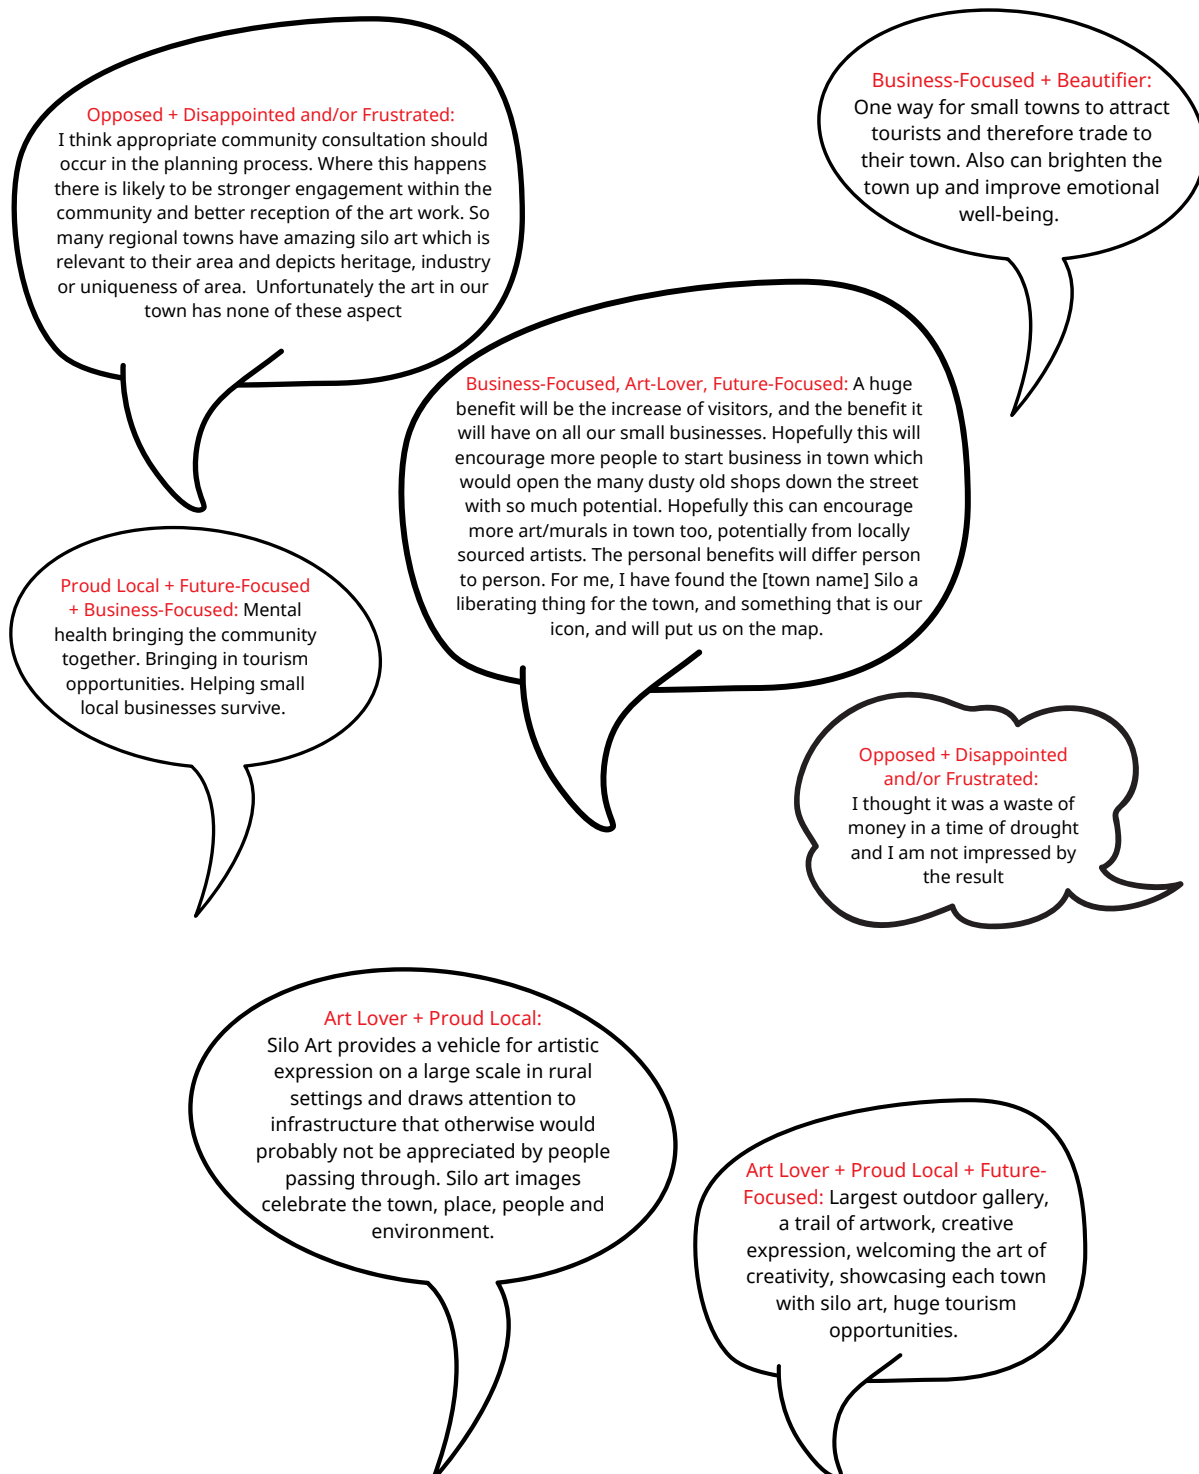 Opposed + Disappointed and/or Frustrated:
I think appropriate community consultation should
occur in the planning process. Where this happens
there is likely to be stronger engagement within the
community and better reception of the art work. So
many regional towns have amazing silo art which is
relevant to their area and depicts heritage, industry
or uniqueness of area.  Unfortunately the art in our
town has none of these aspect
Business-Focused + Beautifier:
One way for small towns to attract
tourists and therefore trade to
their town. Also can brighten the
town up and improve emotional
well-being.
Business-Focused, Art-Lover, Future-Focused: A huge
benefit will be the increase of visitors, and the benefit it
will have on all our small businesses. Hopefully this will
encourage more people to start business in town which
would open the many dusty old shops down the street
with so much potential. Hopefully this can encourage
more art/murals in town too, potentially from locally
sourced artists. The personal benefits will differ person
to person. For me, I have found the [town name] Silo a
liberating thing for the town, and something that is our
icon, and will put us on the map.
Proud Local + Future-Focused
+ Business-Focused: Mental
health bringing the community
together. Bringing in tourism
opportunities. Helping small
local businesses survive.
Opposed + Disappointed
and/or Frustrated:
I thought it was a waste of
money in a time of drought
and I am not impressed by
the result
Art Lover + Proud Local:
Silo Art provides a vehicle for artistic
expression on a large scale in rural
settings and draws attention to
infrastructure that otherwise would
probably not be appreciated by people
passing through. Silo art images
celebrate the town, place, people and
environment.
Art Lover + Proud Local + Future-
Focused: Largest outdoor gallery,
a trail of artwork, creative
expression, welcoming the art of
creativity, showcasing each town
with silo art, huge tourism
opportunities.